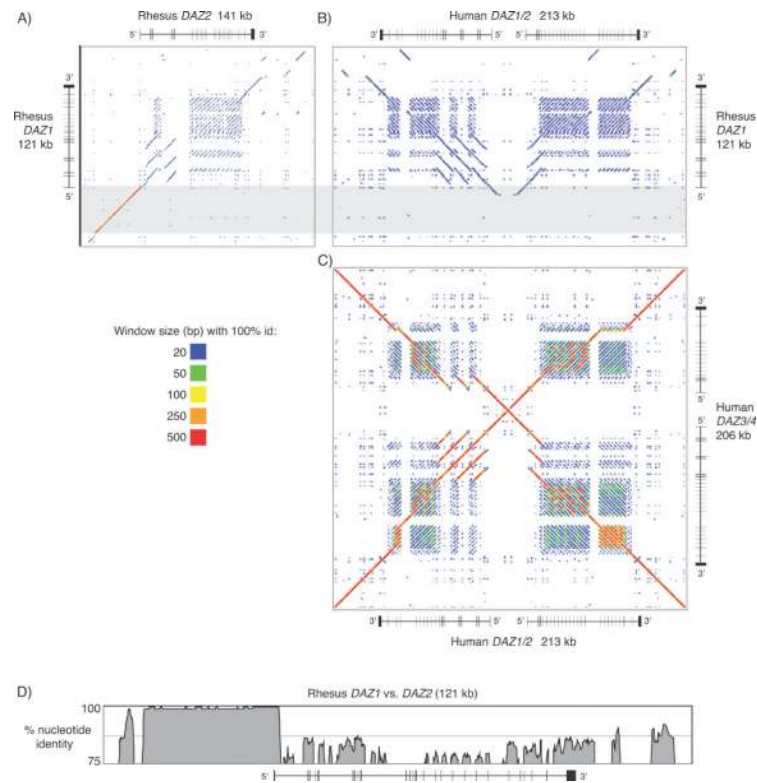 A)
Rhesus DAZ2 141 kb
5'
3'
3'
Rhesus
DAZ1
121 kb
5'
B)
Human DAZ1/2 213 kb
3'
5'
5'
3'
3'
Rhesus
DAZ1
121 kb
5'
C)
Window size (bp) with 100% id:
20
50
100
250
500
3'
5'
Human
DAZ3/4
206 kb
5'
3'
3'
5'
5'
3'
Human DAZ1/2 213 kb
D)
Rhesus DAZ1 vs. DAZ2 (121 kb)
100
% nucleotide
identity
75
5'
3'